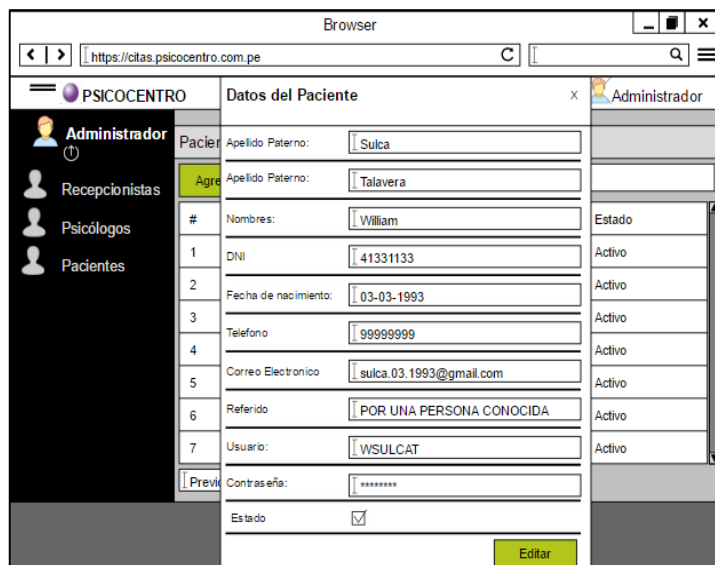 Browser
https://citas.psicocentro.com.pe
PSICOCENTRO
Administrador
Administrador
Recepcionistas
Psicólogos
Pacientes
Pacien
Agre
#
1
2
3
4
5
6
7
Previo
Datos del Paciente
X
Apellido Paterno:
Sulca
Apellido Paterno:
Talavera
Nombres:
William
DNI
41331133
Fecha de nacimiento:
03-03-1993
Telefono
99999999
Correo Electronico
sulca.03.1993@gmail.com
Referido
POR UNA PERSONA CONOCIDA
Usuario:
WSULCAT
Contraseña:
********
Estado
Editar
Estado
Activo
Activo
Activo
Activo
Activo
Activo
Activo